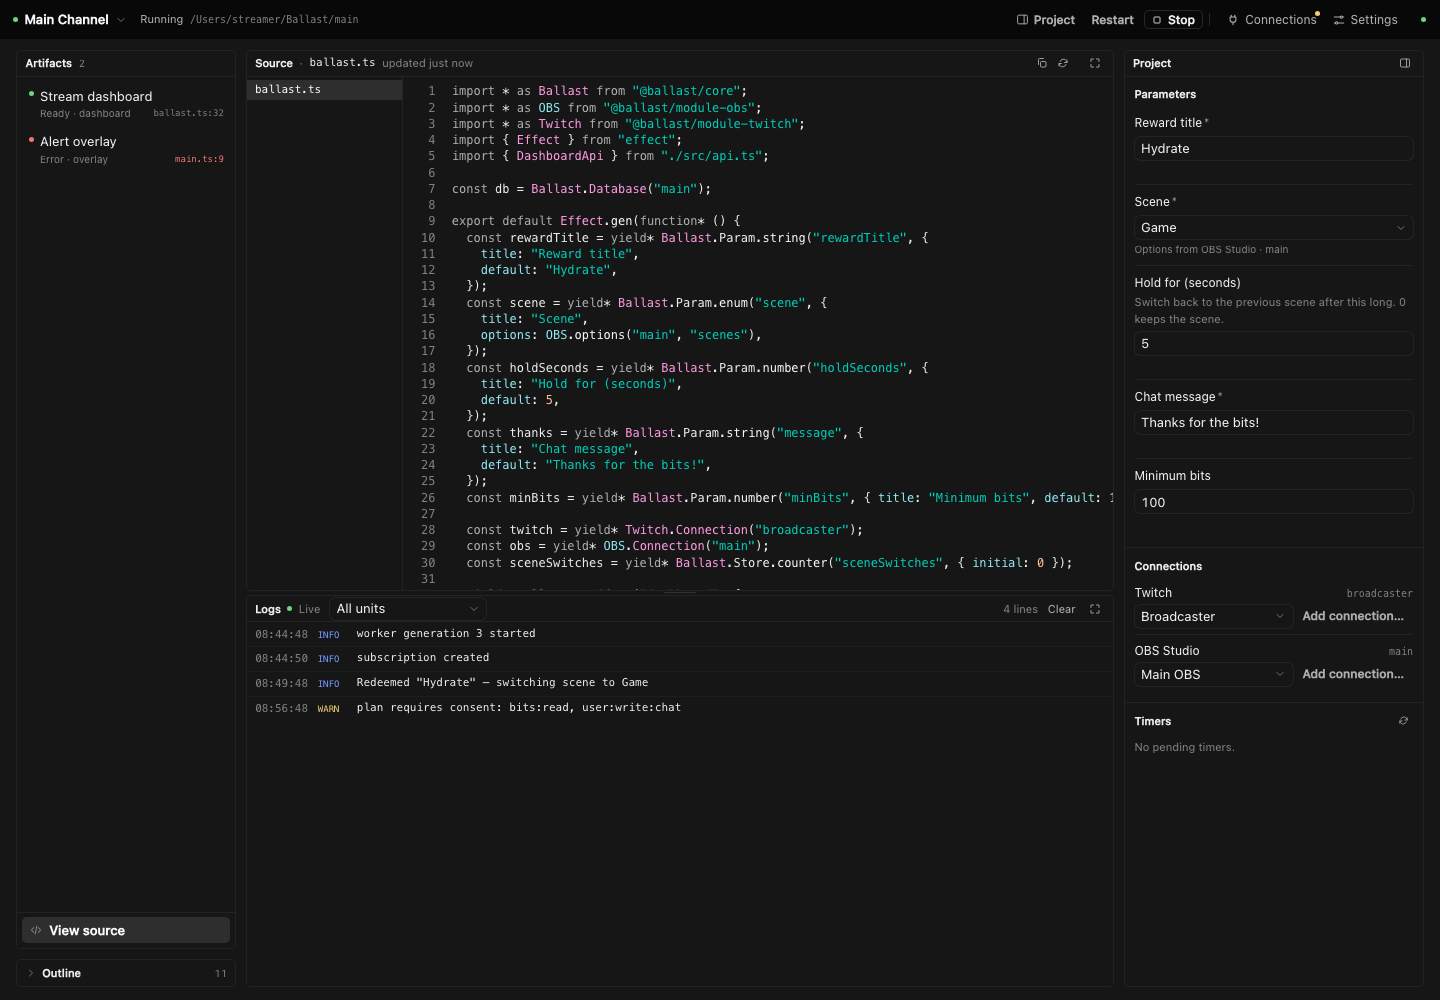 Main Channel
Running /Users/streamer/Ballast/main
Project
Restart
Stop
Connections
Settings
Artifacts 2
Stream dashboard
Ready · dashboard ballast.ts:32
Alert overlay
Error · overlay main.ts:9
View source
Outline 11
Source · ballast.ts updated just now
ballast.ts
1 import * as Ballast from "@ballast/core";
2 import * as OBS from "@ballast/module-obs";
3 import * as Twitch from "@ballast/module-twitch";
4 import { Effect } from "effect";
5 import { DashboardApi } from "./src/api.ts";
6
7 const db = Ballast.Database("main");
8
9 export default Effect.gen(function* () {
10 const rewardTitle = yield* Ballast.Param.string("rewardTitle", {
11 title: "Reward title",
12 default: "Hydrate",
13 });
14 const scene = yield* Ballast.Param.enum("scene", {
15 title: "Scene",
16 options: OBS.options("main", "scenes"),
17 });
18 const holdSeconds = yield* Ballast.Param.number("holdSeconds", {
19 title: "Hold for (seconds)",
20 default: 5,
21 });
22 const thanks = yield* Ballast.Param.string("message", {
23 title: "Chat message",
24 default: "Thanks for the bits!",
25 });
26 const minBits = yield* Ballast.Param.number("minBits", { title: "Minimum bits", default: 1
27
28 const twitch = yield* Twitch.Connection("broadcaster");
29 const obs = yield* OBS.Connection("main");
30 const sceneSwitches = yield* Ballast.Store.counter("sceneSwitches", { initial: 0 });
31
Logs Live All units 4 lines Clear
08:44:48 INFO worker generation 3 started
08:44:50 INFO subscription created
08:49:48 INFO Redeemed "Hydrate" — switching scene to Game
08:56:48 WARN plan requires consent: bits:read, user:write:chat
Project
Parameters
Reward title *
Hydrate
Scene *
Game
Options from OBS Studio · main
Hold for (seconds)
Switch back to the previous scene after this long. 0
keeps the scene.
5
Chat message *
Thanks for the bits!
Minimum bits
100
Connections
Twitch broadcaster
Broadcaster Add connection...
OBS Studio main
Main OBS Add connection...
Timers
No pending timers.